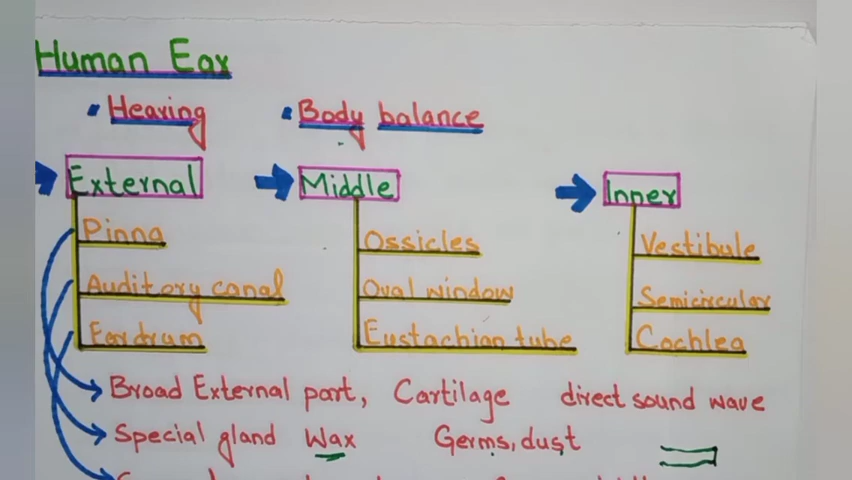 Human Ear
Hearing
Body balance
External
Middle
Inner
Pinna
Auditory canal
Eardrum
Ossicles
Oval window
Eustachian tube
Vestibule
Semicircular
Cochlea
Broad External part, Cartilage direct sound wave
Special gland Wax Germs, dust